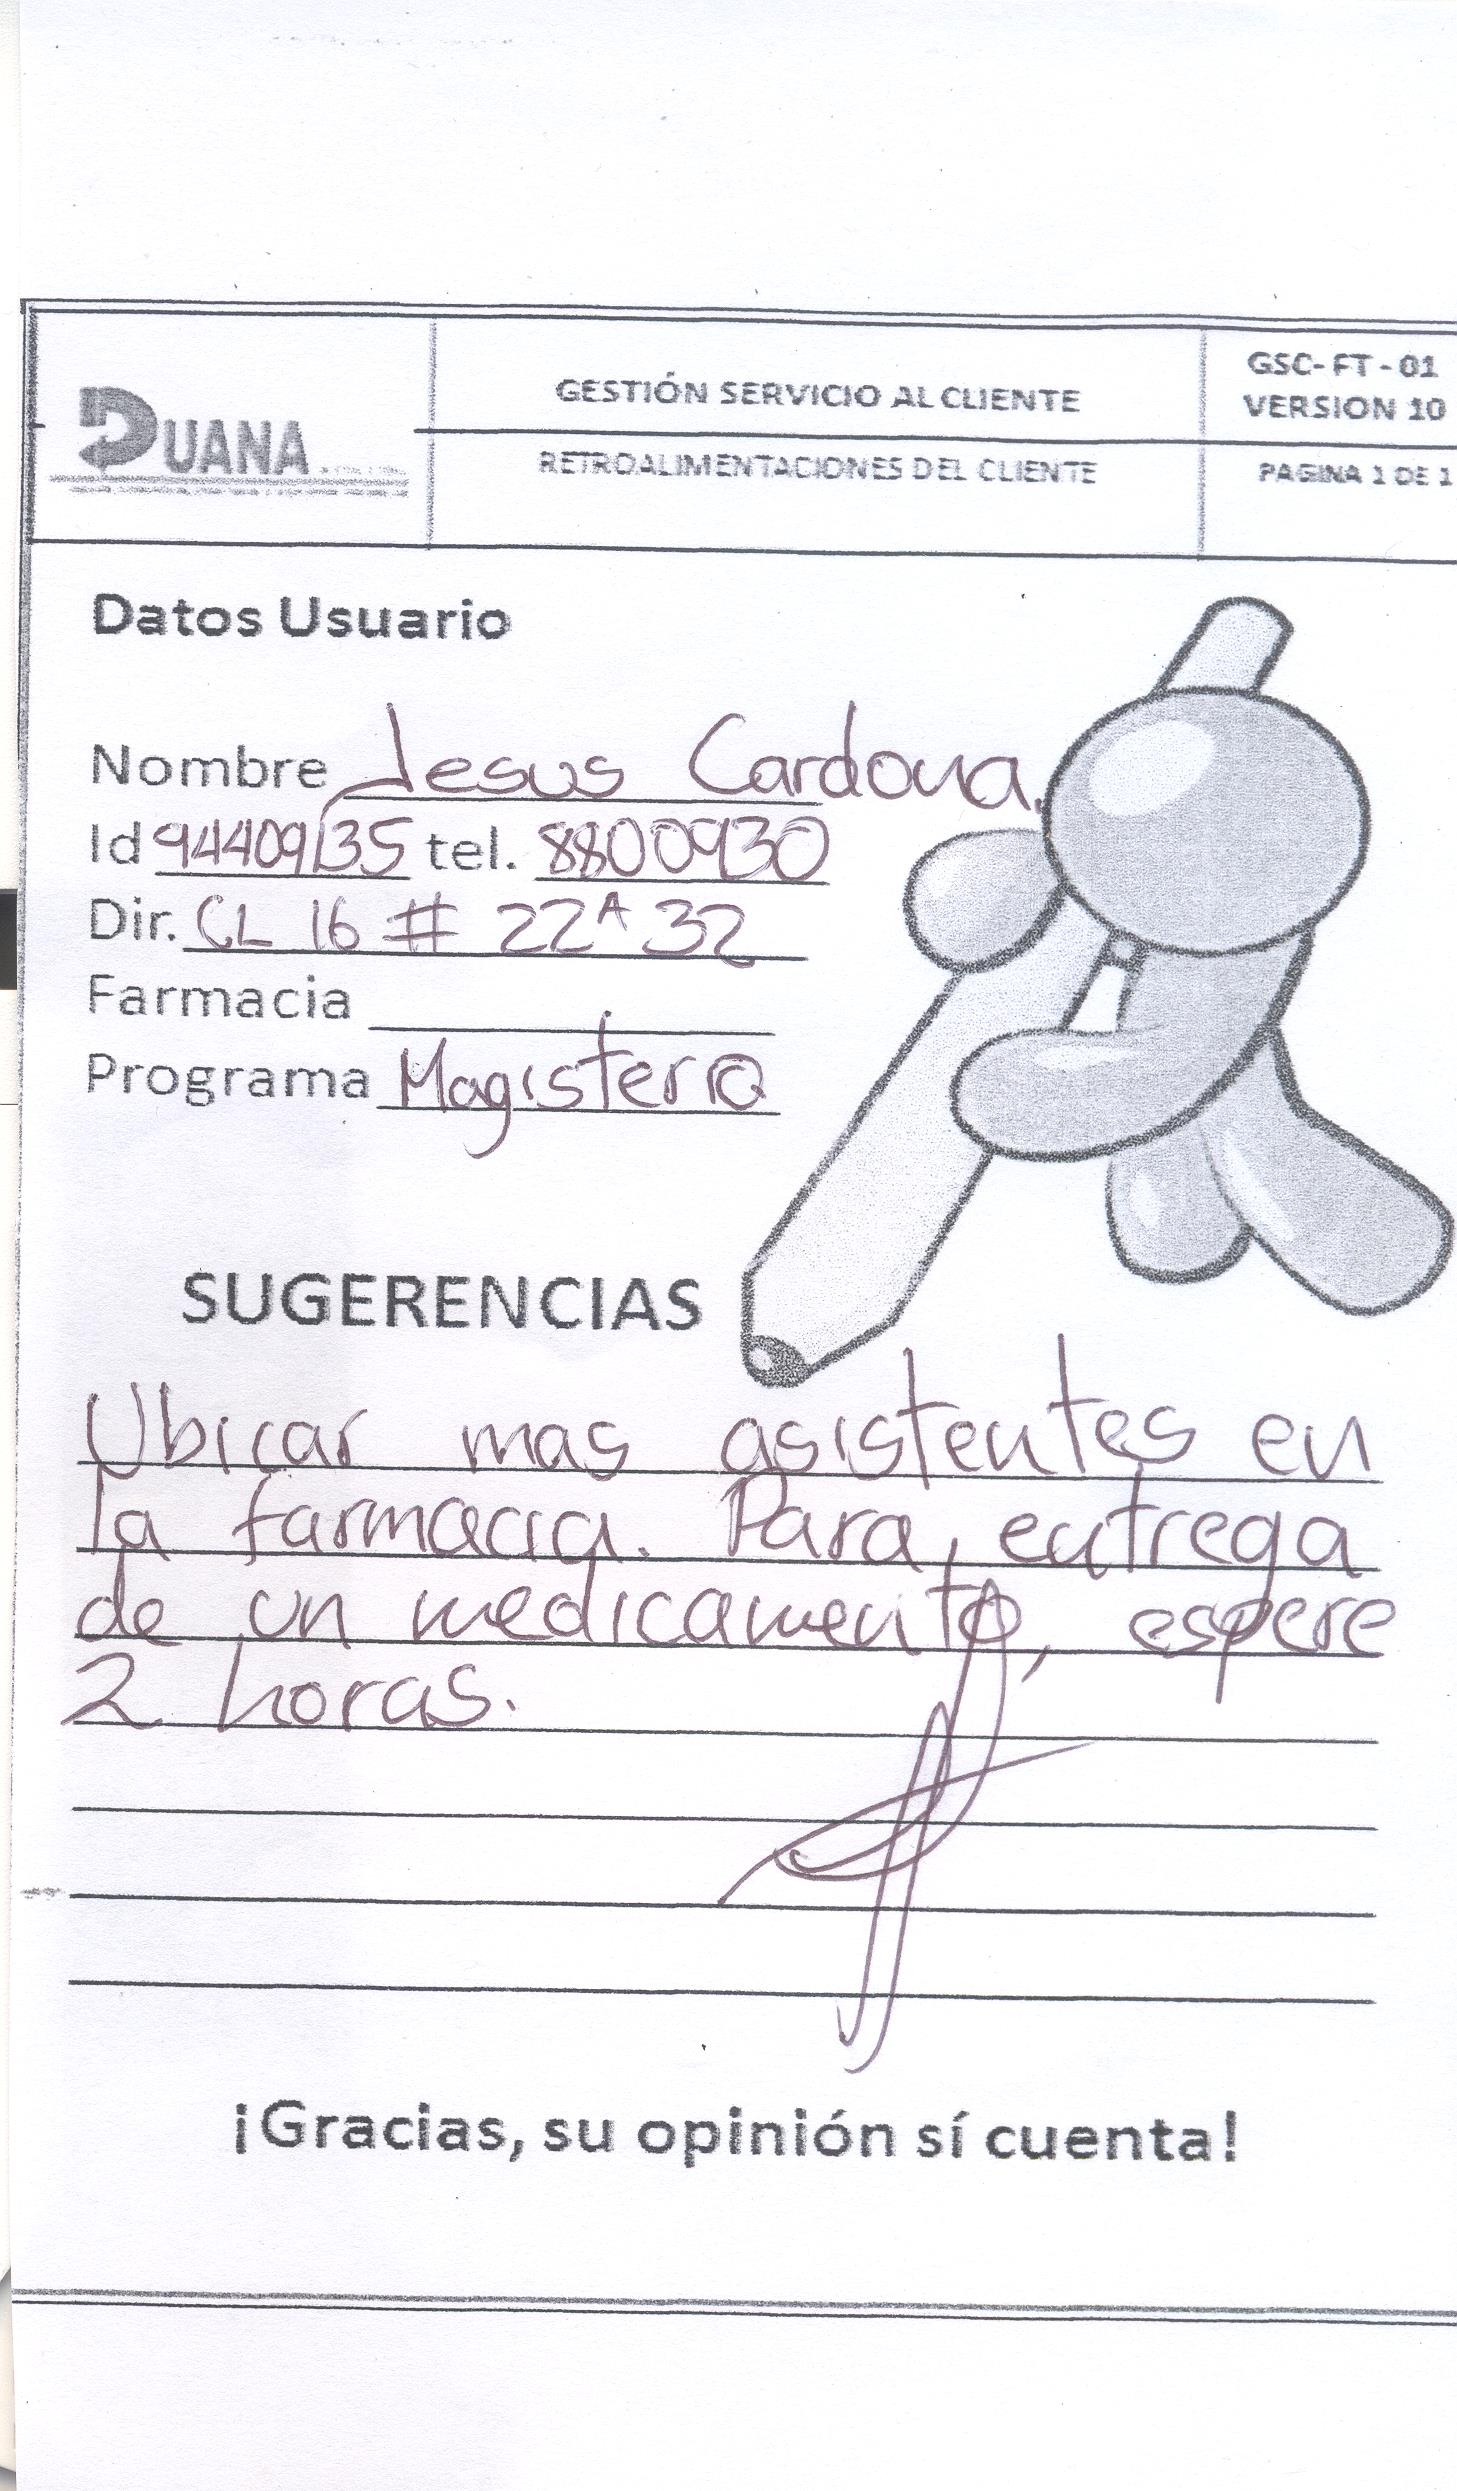 DUANA
GESTIÓN SERVICIO AL CLIENTE
GSC- FT - 01
VERSION 10
RETROALIMENTACIONES DEL CLIENTE
PAGINA 1 DE 1
Datos Usuario
Nombre Jesus Cardona.
Id 94409135 tel. 8800930
Dir. CL 16 # 22A 32
Farmacia
Programa Magisterio
SUGERENCIAS
Ubicar mas asistentes en
la farmacia. Para entrega
de un medicamento, espere
2 horas.
¡Gracias, su opinión sí cuenta!